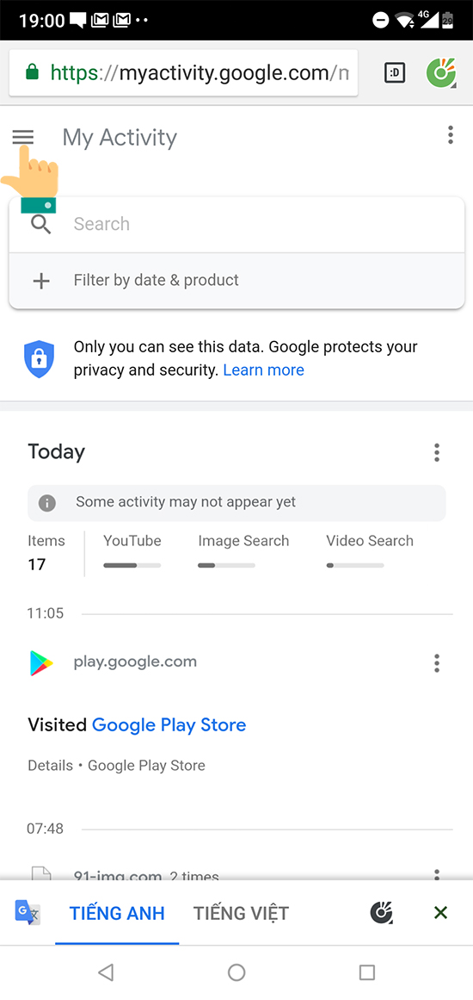 19:00
4G
29
https://myactivity.google.com/m
:D
My Activity
Search
Filter by date & product
Only you can see this data. Google protects your
privacy and security. Learn more
Today
Some activity may not appear yet
Items YouTube Image Search Video Search
17
11:05
play.google.com
Visited Google Play Store
Details • Google Play Store
07:48
91-img.com 2 times
G 文
TIẾNG ANH TIẾNG VIỆT